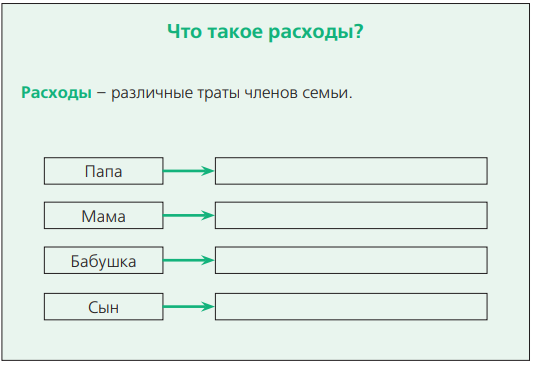 Что такое расходы?
Расходы – различные траты членов семьи.
Папа
Мама
Бабушка
Сын